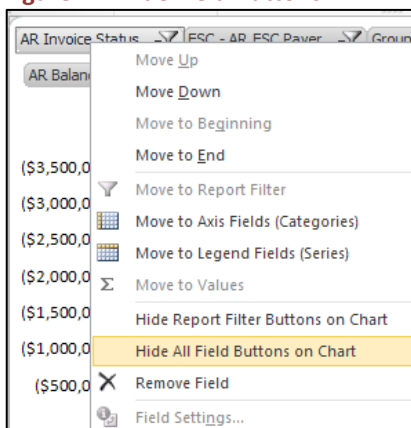 AR Invoice Status ESC - AR ESC Payer Group
AR Balan
Move Up
Move Down
Move to Beginning
Move to End
Move to Report Filter
Move to Axis Fields (Categories)
Move to Legend Fields (Series)
Σ Move to Values
Hide Report Filter Buttons on Chart
Hide All Field Buttons on Chart
Remove Field
Field Settings...
($3,500,0
($3,000,0
($2,500,0
($2,000,0
($1,500,0
($1,000,0
($500,0